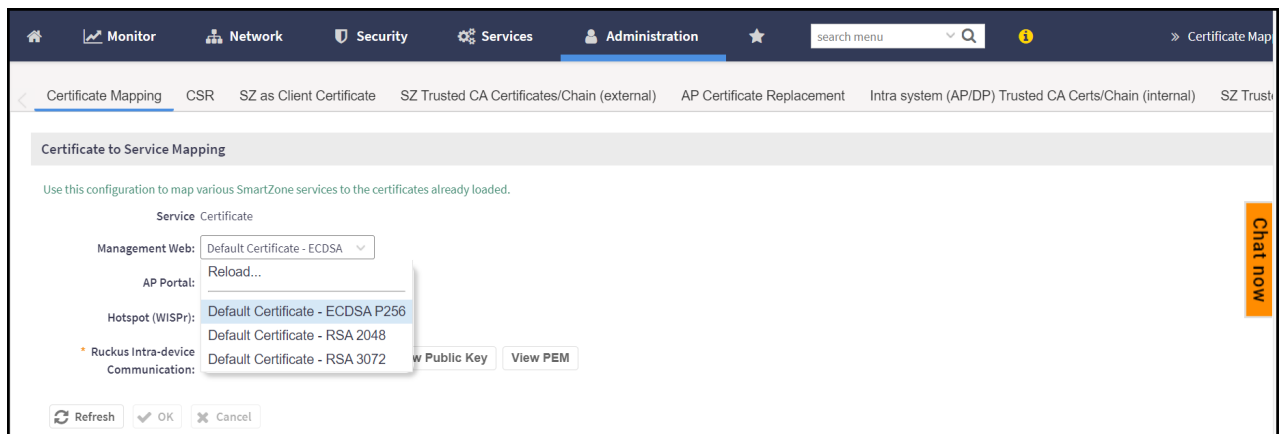 Monitor Network Security Services Administration search menu » Certificate Map
Certificate Mapping CSR SZ as Client Certificate SZ Trusted CA Certificates/Chain (external) AP Certificate Replacement Intra system (AP/DP) Trusted CA Certs/Chain (internal) SZ Trust
Certificate to Service Mapping
Use this configuration to map various SmartZone services to the certificates already loaded.
Service Certificate
Management Web: Default Certificate - ECDSA
Reload...
AP Portal:
Default Certificate - ECDSA P256
Hotspot (WISPr):
Default Certificate - RSA 2048
* Ruckus Intra-device
Communication:
Default Certificate - RSA 3072
w Public Key View PEM
Refresh OK Cancel
Chat now